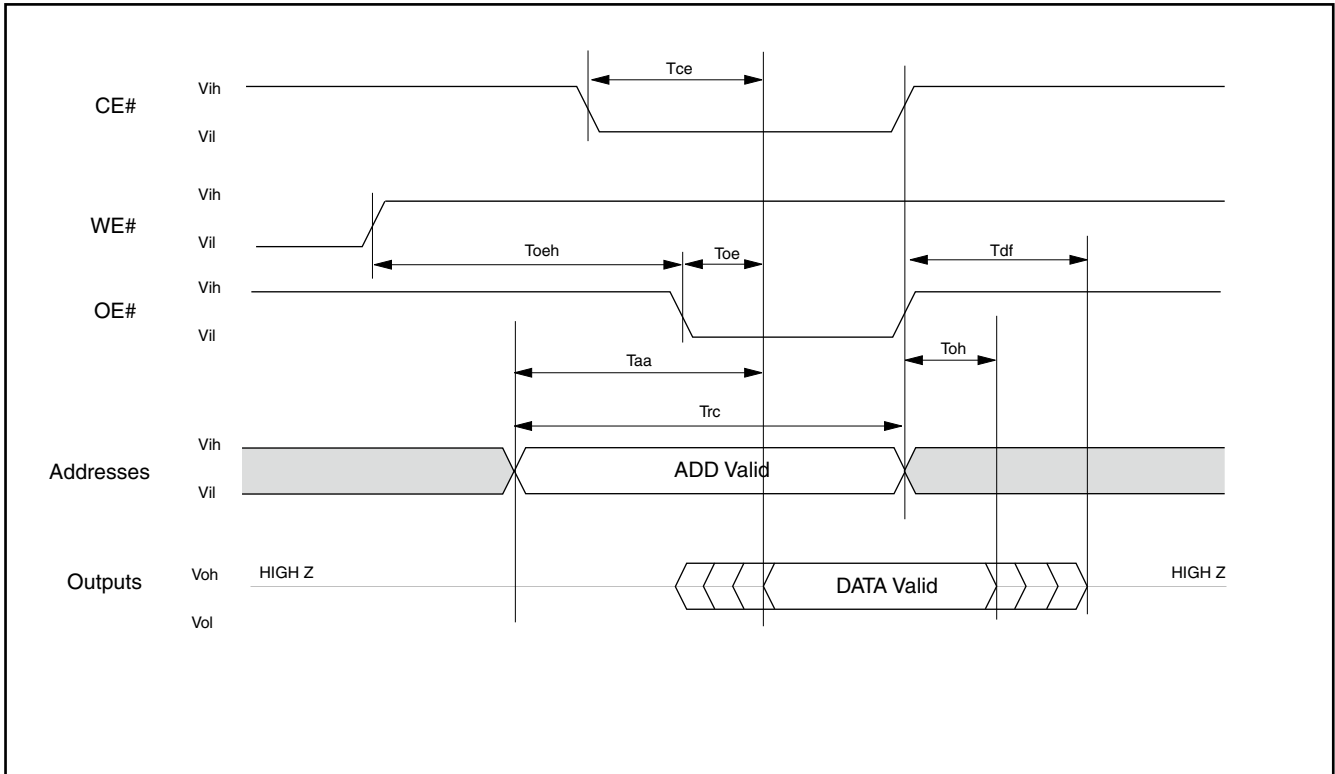 Tce
CE#
Vih
Vil
Vih
WE#
Vil
Toeh
Toe
Tdf
Vih
OE#
Vil
Toh
Taa
Trc
Vih
Addresses
ADD Valid
Vil
Outputs
Voh
HIGH Z
DATA Valid
HIGH Z
Vol